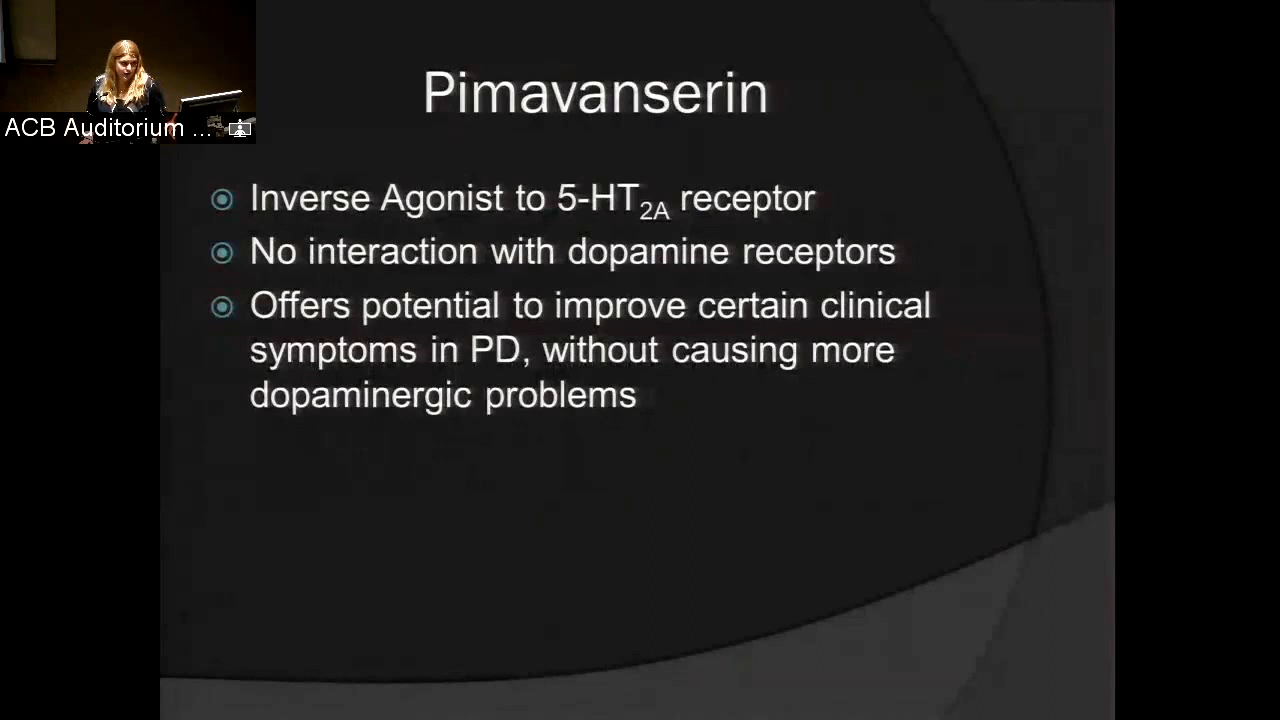 ACB Auditorium ...
Pimavanserin
Inverse Agonist to 5-HT2A receptor
No interaction with dopamine receptors
Offers potential to improve certain clinical
symptoms in PD, without causing more
dopaminergic problems